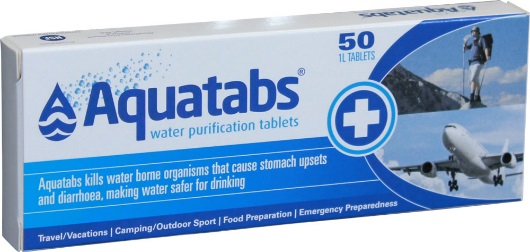 NSF
50
1L TABLETS
Aquatabs®
water purification tablets
Aquatabs kills water borne organisms that cause stomach upsets
and diarrhoea, making water safer for drinking
Travel/Vacations | Camping/Outdoor Sport | Food Preparation | Emergency Preparedness